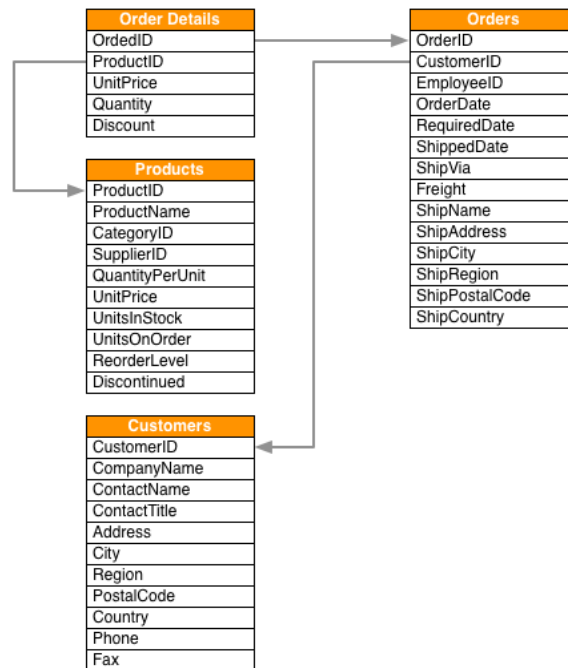 Order Details
OrdedID
ProductID
UnitPrice
Quantity
Discount
Products
ProductID
ProductName
CategoryID
SupplierID
QuantityPerUnit
UnitPrice
UnitsInStock
UnitsOnOrder
ReorderLevel
Discontinued
Customers
CustomerID
CompanyName
ContactName
ContactTitle
Address
City
Region
PostalCode
Country
Phone
Fax
Orders
OrderID
CustomerID
EmployeeID
OrderDate
RequiredDate
ShippedDate
ShipVia
Freight
ShipName
ShipAddress
ShipCity
ShipRegion
ShipPostalCode
ShipCountry